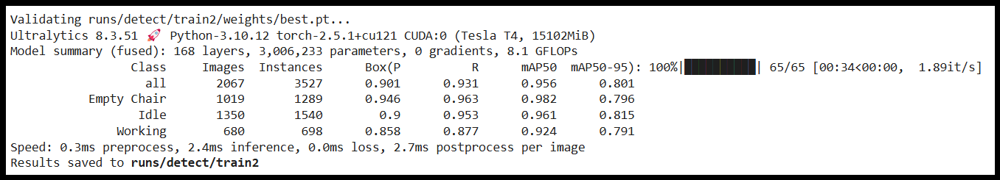 Validating runs/detect/train2/weights/best.pt...
Ultralytics 8.3.51 🚀 Python-3.10.12 torch-2.5.1+cu121 CUDA:0 (Tesla T4, 15102MiB)
Model summary (fused): 168 layers, 3,006,233 parameters, 0 gradients, 8.1 GFLOPs
Class Images Instances Box(P R mAP50 mAP50-95): 100%|██████████| 65/65 [00:34<00:00, 1.89it/s]
all 2067 3527 0.901 0.931 0.956 0.801
Empty Chair 1019 1289 0.946 0.963 0.982 0.796
Idle 1350 1540 0.9 0.953 0.961 0.815
Working 680 698 0.858 0.877 0.924 0.791
Speed: 0.3ms preprocess, 2.4ms inference, 0.0ms loss, 2.7ms postprocess per image
Results saved to runs/detect/train2